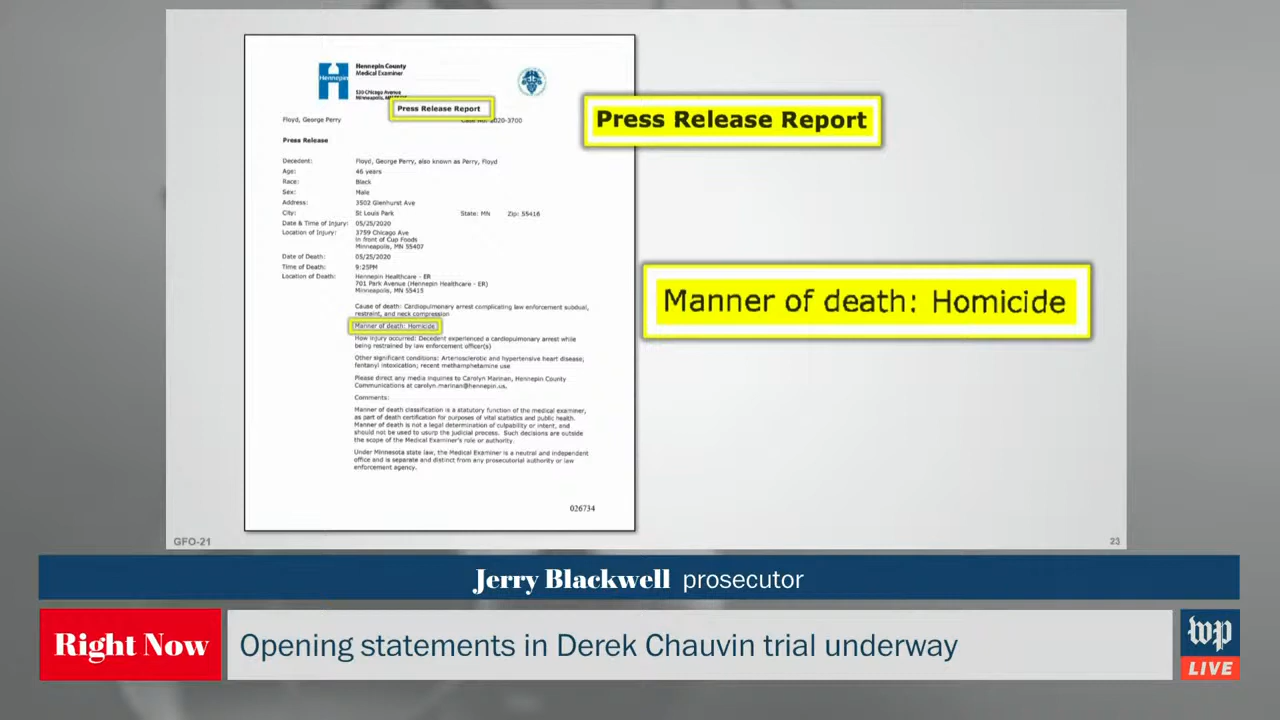 Hennepin
Hennepin County
Medical Examiner
530 Chicago Avenue
Minneapolis, MN
Press Release Report
Press Release Report
Floyd, George Perry
Case No: 2020-3700
Press Release
Decedent: Floyd, George Perry, also known as Perry, Floyd
Age: 46 years
Race: Black
Sex: Male
Address: 3502 Glenhurst Ave
City: St Louis Park State: MN Zip: 55416
Date & Time of Injury: 05/25/2020
Location of Injury: 3759 Chicago Ave
In front of Cup Foods
Minneapolis, MN 55407
Date of Death: 05/25/2020
Time of Death: 9:25PM
Location of Death: Hennepin Healthcare - ER
701 Park Avenue (Hennepin Healthcare - ER)
Minneapolis, MN 55415
Cause of death: Cardiopulmonary arrest complicating law enforcement subdual,
restraint, and neck compression
Manner of death: Homicide
Manner of death: Homicide
How injury occurred: Decedent experienced a cardiopulmonary arrest while
being restrained by law enforcement officer(s)
Other significant conditions: Arteriosclerotic and hypertensive heart disease;
fentanyl intoxication; recent methamphetamine use
Please direct any media inquiries to Carolyn Marinan, Hennepin County
Communications at carolyn.marinan@hennepin.us.
Comments:
Manner of death classification is a statutory function of the medical examiner,
as part of death certification for purposes of vital statistics and public health.
Manner of death is not a legal determination of culpability or intent, and
should not be used to usurp the judicial process. Such decisions are outside
the scope of the Medical Examiner's role or authority.
Under Minnesota state law, the Medical Examiner is a neutral and independent
office and is separate and distinct from any prosecutorial authority or law
enforcement agency.
026734
GFO-21
23
Jerry Blackwell prosecutor
Right Now
Opening statements in Derek Chauvin trial underway
wp
LIVE